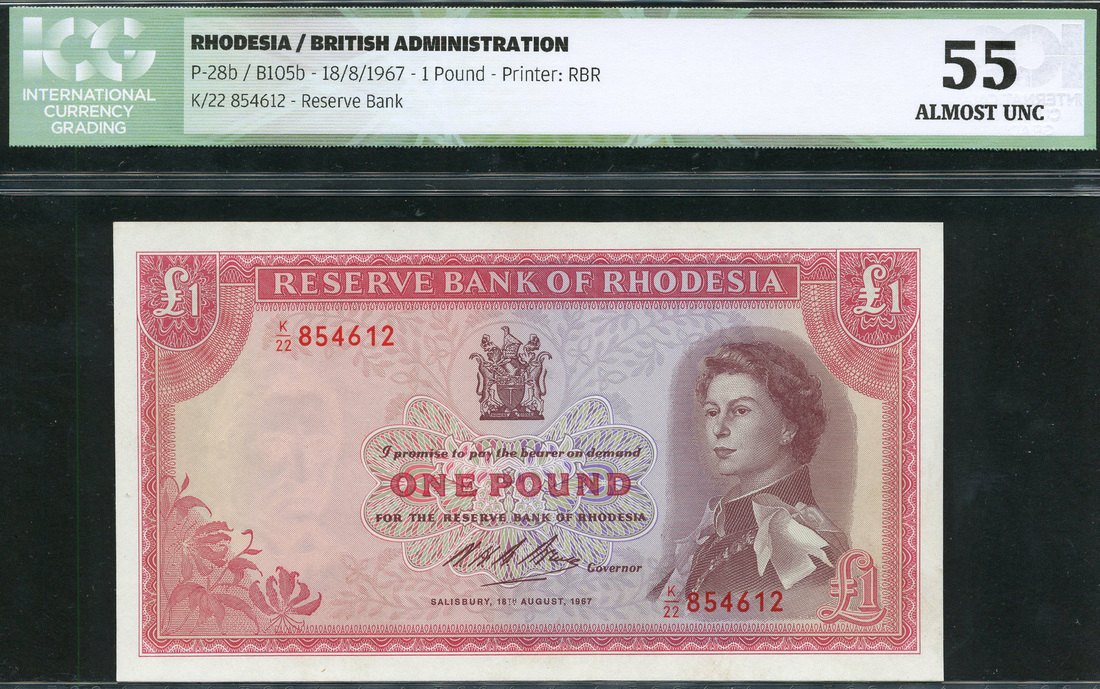 ICG
INTERNATIONAL
CURRENCY
GRADING
RHODESIA / BRITISH ADMINISTRATION
P-28b / B105b - 18/8/1967 - 1 Pound - Printer: RBR
K/22 854612 - Reserve Bank
55
ALMOST UNC
£1
RESERVE BANK OF RHODESIA
£1
K/22 854612
I promise to pay the bearer on demand
ONE POUND
FOR THE RESERVE BANK OF RHODESIA
Governor
SALISBURY, 18TH AUGUST, 1967
K/22 854612
£1